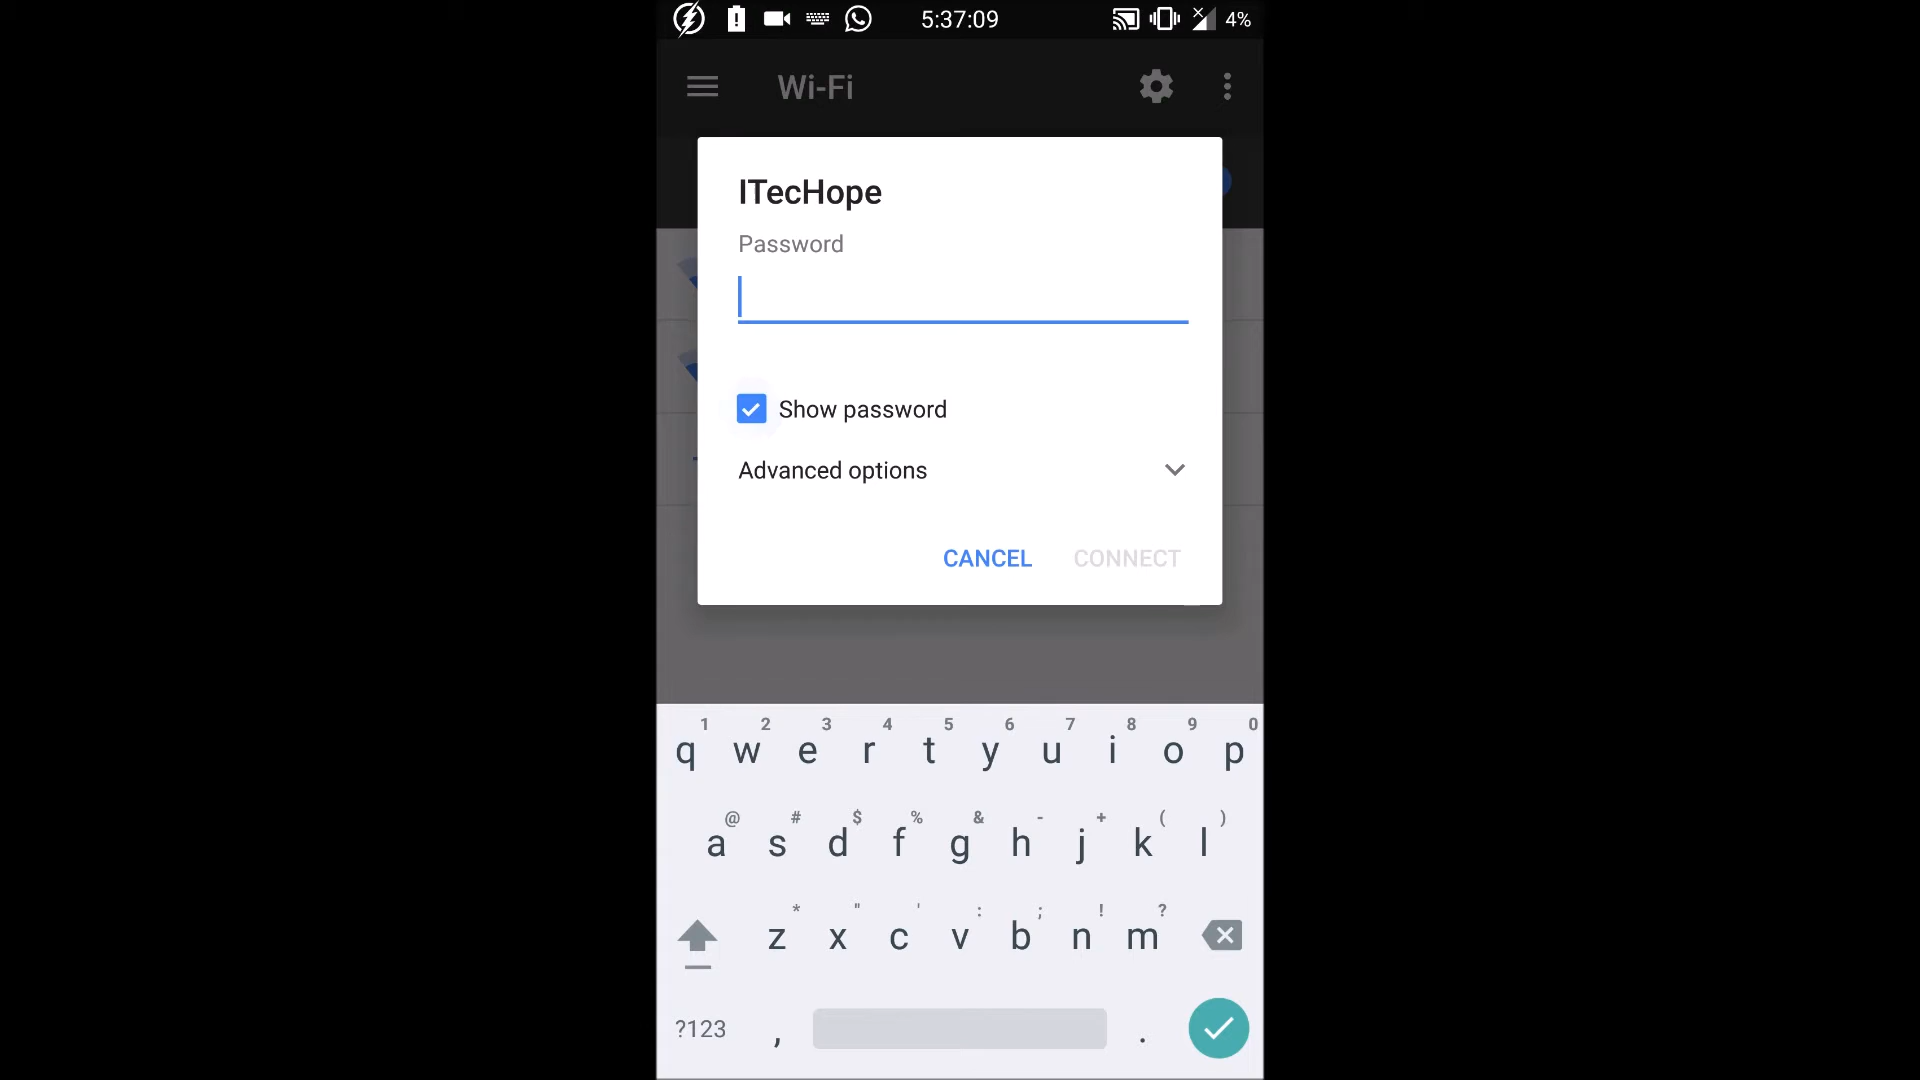 5:37:09 4%
Wi-Fi
ITecHope
Password
Show password
Advanced options
CANCEL CONNECT
1 2 3 4 5 6 7 8 9 0
q w e r t y u i o p
@ # $ % & - + ( )
a s d f g h j k l
* " ' : ; ! ?
z x c v b n m
?123 , .